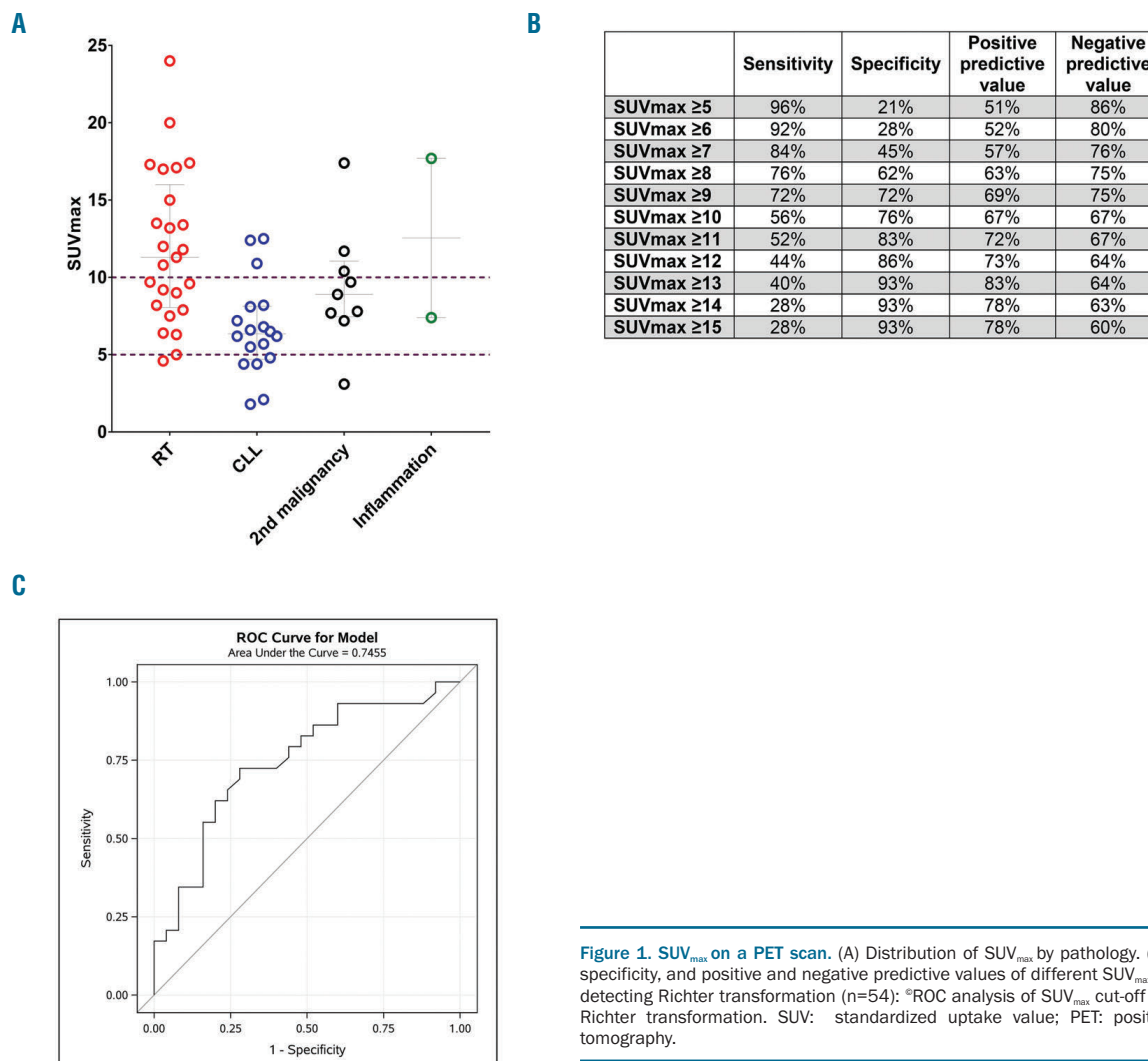 A
25
20
15
10
5
0
SUVmax
RT
CLL
2nd malignancy
Inflammation
B
Sensitivity Specificity Positive predictive value Negative predictive value
SUVmax ≥5 96% 21% 51% 86%
SUVmax ≥6 92% 28% 52% 80%
SUVmax ≥7 84% 45% 57% 76%
SUVmax ≥8 76% 62% 63% 75%
SUVmax ≥9 72% 72% 69% 75%
SUVmax ≥10 56% 76% 67% 67%
SUVmax ≥11 52% 83% 72% 67%
SUVmax ≥12 44% 86% 73% 64%
SUVmax ≥13 40% 93% 83% 64%
SUVmax ≥14 28% 93% 78% 63%
SUVmax ≥15 28% 93% 78% 60%
C
ROC Curve for Model
Area Under the Curve = 0.7455
1.00
0.75
0.50
0.25
0.00
Sensitivity
0.00 0.25 0.50 0.75 1.00
1 - Specificity
Figure 1. SUVmax on a PET scan. (A) Distribution of SUVmax by pathology. (
specificity, and positive and negative predictive values of different SUVmax
detecting Richter transformation (n=54): ©ROC analysis of SUVmax cut-off
Richter transformation. SUV: standardized uptake value; PET: posit
tomography.